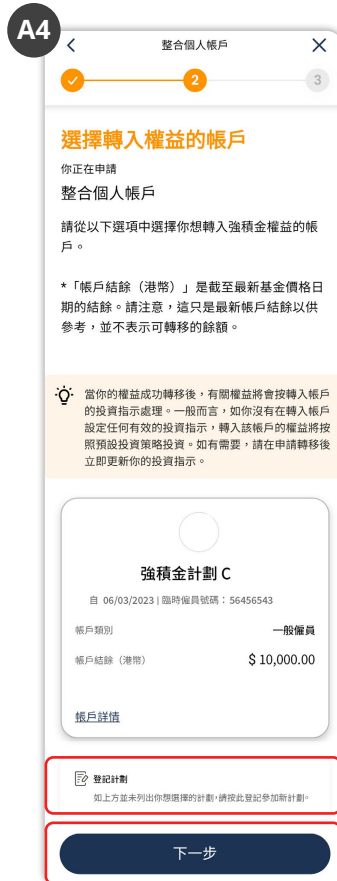 A4
整合個人帳戶
2
3
選擇轉入權益的帳戶
你正在申請
整合個人帳戶
請從以下選項中選擇你想轉入強積金權益的帳
戶。
*「帳戶結餘（港幣）」是截至最新基金價格日
期的結餘。請注意，這只是最新帳戶結餘以供
參考，並不表示可轉移的餘額。
當你的權益成功轉移後，有關權益將會按轉入帳戶
的投資指示處理。一般而言，如你沒有在轉入帳戶
設定任何有效的投資指示，轉入該帳戶的權益將按
照預設投資策略投資。如有需要，請在申請轉移後
立即更新你的投資指示。
強積金計劃 C
自 06/03/2023 | 臨時僱員號碼：56456543
帳戶類別 一般僱員
帳戶結餘（港幣） $ 10,000.00
帳戶詳情
登記計劃
如上方並未列出你想選擇的計劃，請按此登記參加新計劃。
下一步